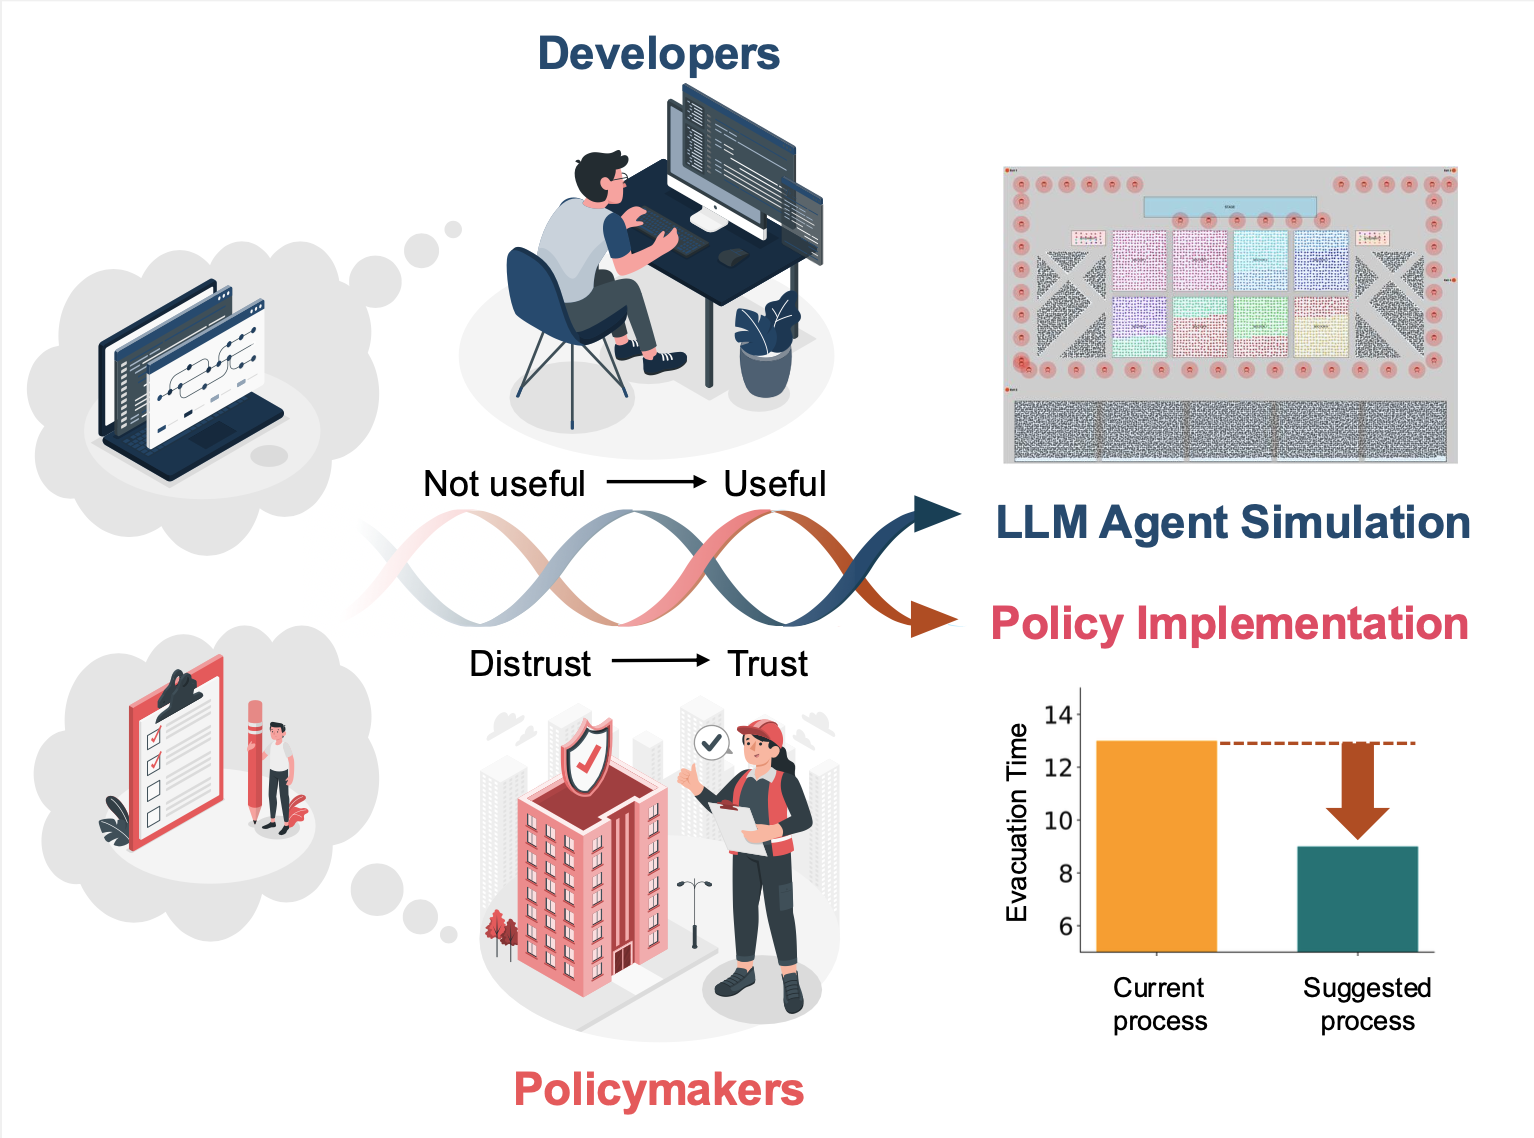 Developers
Not useful
Useful
LLM Agent Simulation
Policy Implementation
Distrust
Trust
Evacuation Time
14
12
10
8
6
Current
process
Suggested
process
Policymakers